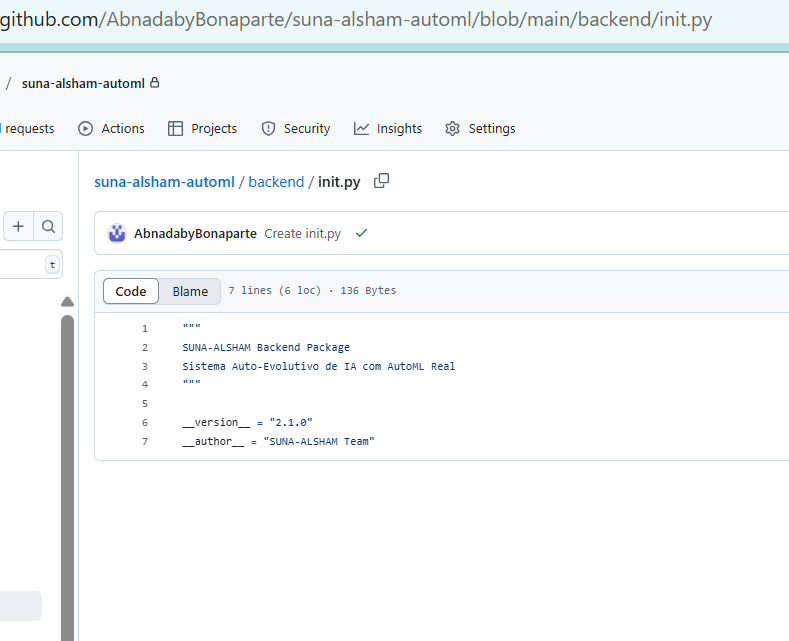 github.com/AbnadabyBonaparte/suna-alsham-automl/blob/main/backend/init.py
/ suna-alsham-automl
requests Actions Projects Security Insights Settings
suna-alsham-automl / backend / init.py
AbnadabyBonaparte Create init.py
t
Code Blame 7 lines (6 loc) · 136 Bytes
1 """
2 SUNA-ALSHAM Backend Package
3 Sistema Auto-Evolutivo de IA com AutoML Real
4 """
5
6 __version__ = "2.1.0"
7 __author__ = "SUNA-ALSHAM Team"